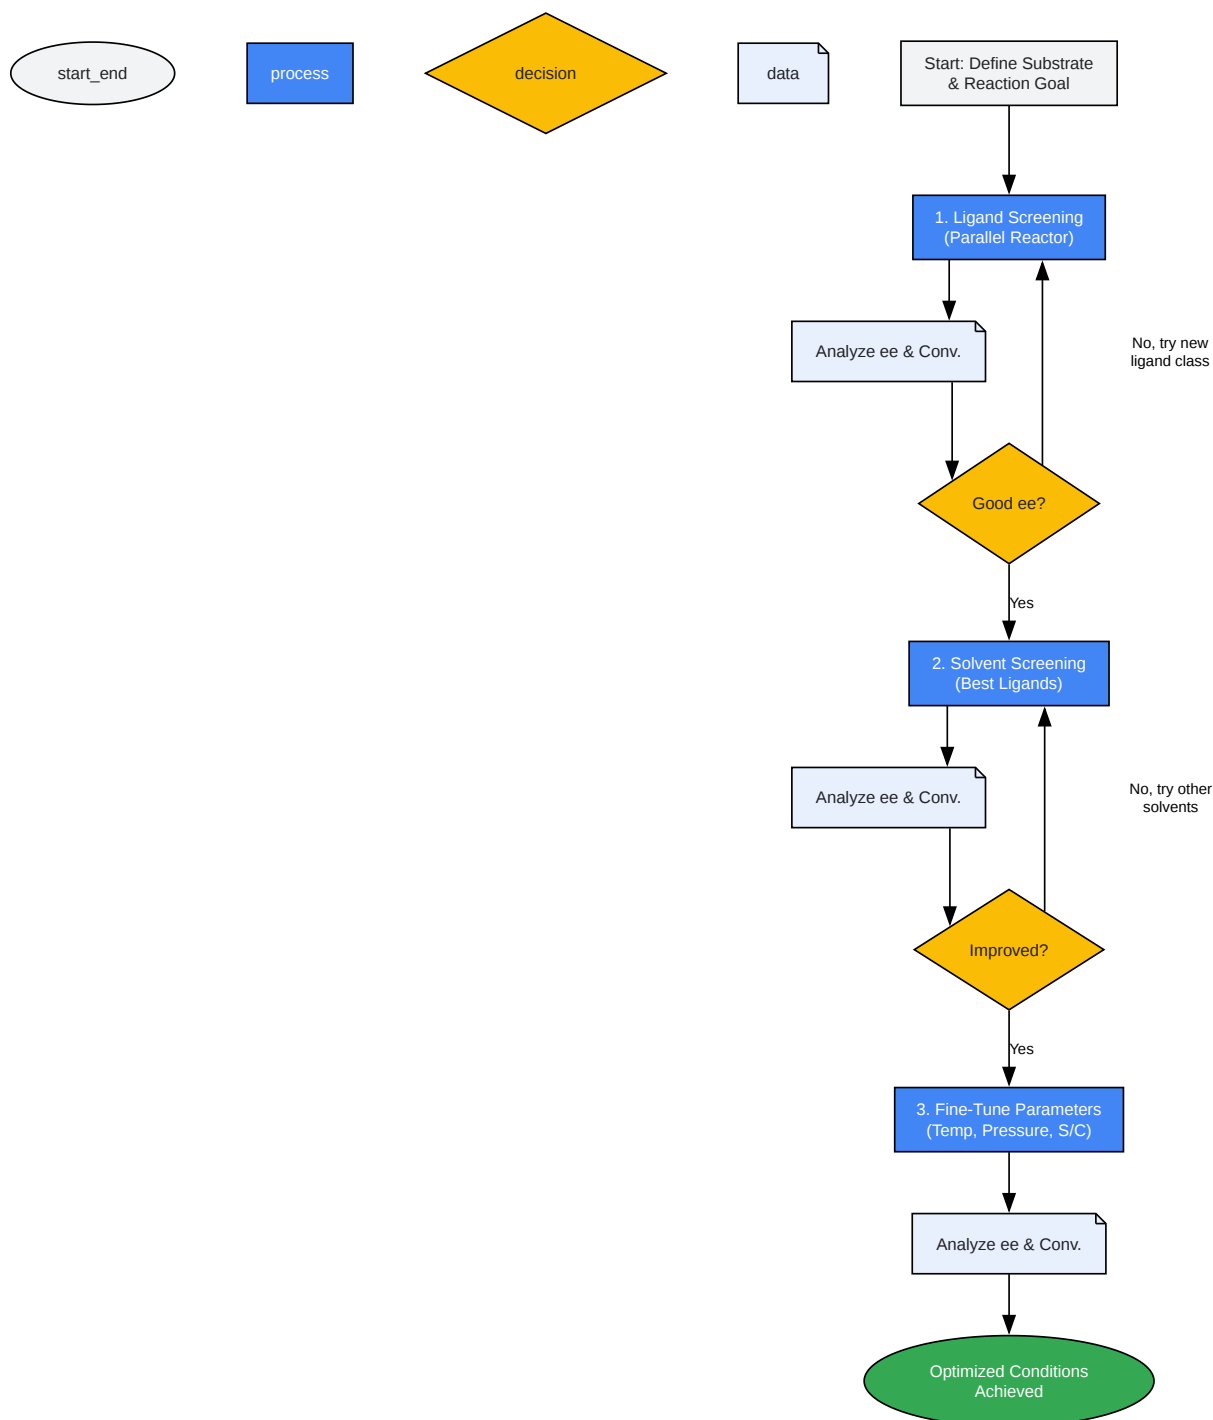 start_end
process
decision
data
Start: Define Substrate
& Reaction Goal
1. Ligand Screening
(Parallel Reactor)
Analyze ee & Conv.
No, try new
ligand class
Good ee?
Yes
2. Solvent Screening
(Best Ligands)
Analyze ee & Conv.
No, try other
solvents
Improved?
Yes
3. Fine-Tune Parameters
(Temp, Pressure, S/C)
Analyze ee & Conv.
Optimized Conditions
Achieved